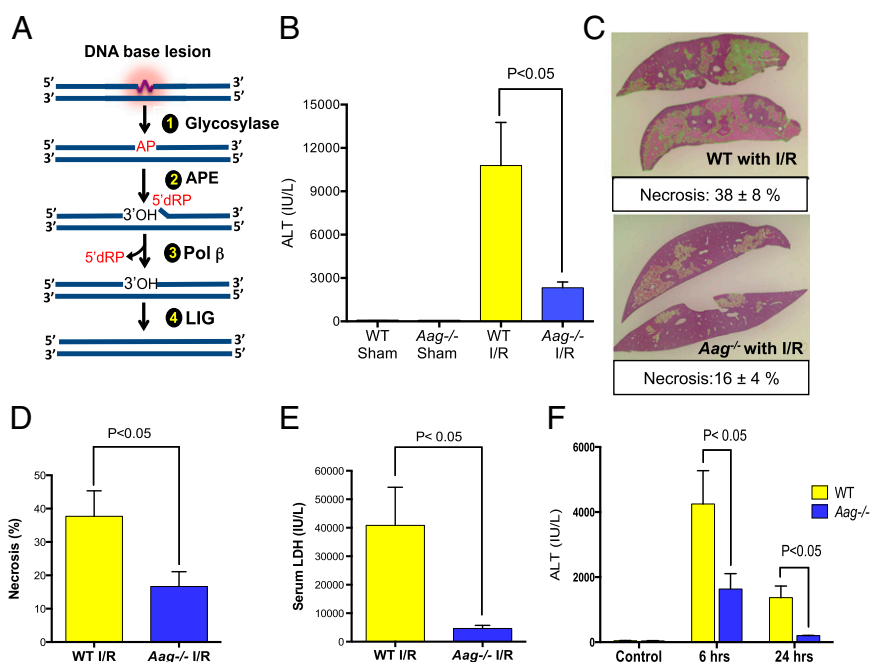 A
DNA base lesion
5’ 3’
3’ 5’
1 Glycosylase
5’ AP 3’
3’ 5’
2 APE
5’dRP
5’ 3’OH 3’
3’ 5’
5’dRP 3 Pol β
5’ 3’OH 3’
3’ 5’
4 LIG
5’ 3’
3’ 5’
B
P<0.05
15000
12000
9000
6000
3000
0
ALT (IU/L)
WT Sham
Aag-/- Sham
WT I/R
Aag-/- I/R
C
WT with I/R
Necrosis: 38 ± 8 %
Aag-/- with I/R
Necrosis:16 ± 4 %
D
P<0.05
50
40
30
20
10
0
Necrosis (%)
WT I/R
Aag-/- I/R
E
P< 0.05
60000
50000
40000
30000
20000
10000
0
Serum LDH
(IU/L)
WT I/R
Aag-/- I/R
F
P< 0.05
P<0.05
6000
4000
2000
0
ALT (IU/L)
WT
Aag-/-
Control
6 hrs
24 hrs